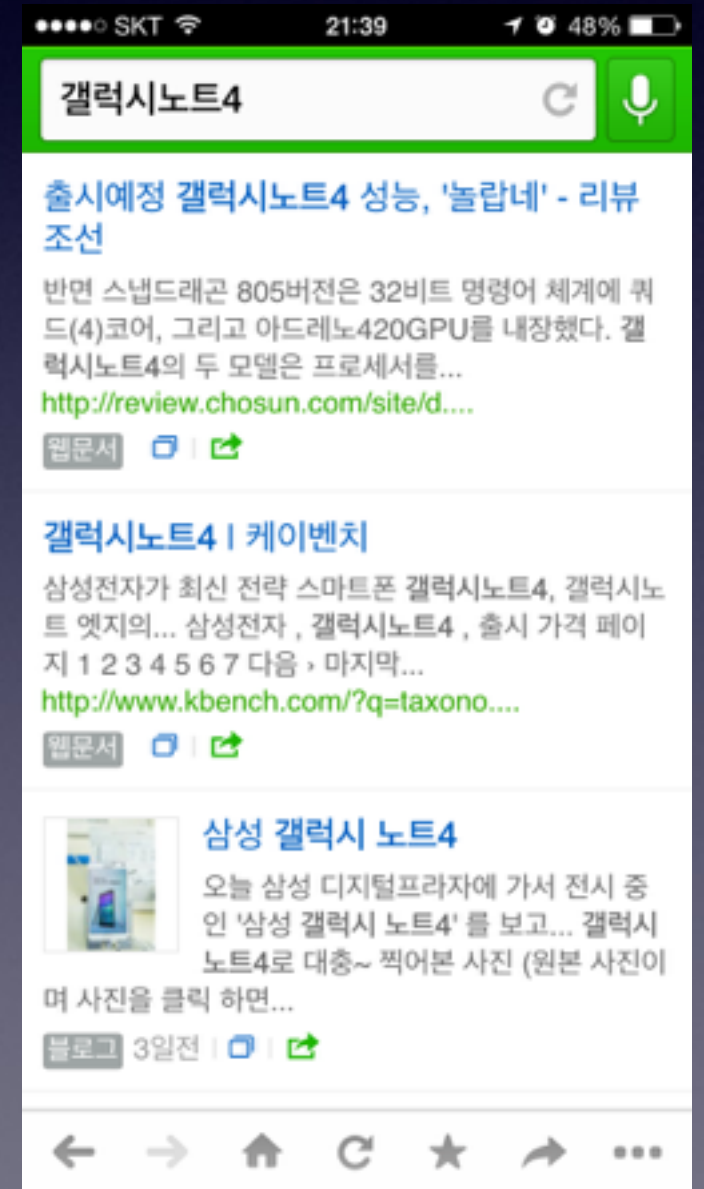 SKT 21:39 48%
갤럭시노트4
출시예정 갤럭시노트4 성능, '놀랍네' - 리뷰
조선
반면 스냅드래곤 805버전은 32비트 명령어 체계에 쿼
드(4)코어, 그리고 아드레노420GPU를 내장했다. 갤
럭시노트4의 두 모델은 프로세서를...
http://review.chosun.com/site/d....
웹문서
갤럭시노트4 | 케이벤치
삼성전자가 최신 전략 스마트폰 갤럭시노트4, 갤럭시노
트 엣지의... 삼성전자 , 갤럭시노트4 , 출시 가격 페이
지 1 2 3 4 5 6 7 다음 › 마지막...
http://www.kbench.com/?q=taxono....
웹문서
삼성 갤럭시 노트4
오늘 삼성 디지털프라자에 가서 전시 중
인 '삼성 갤럭시 노트4' 를 보고... 갤럭시
노트4로 대충~ 찍어본 사진 (원본 사진이
며 사진을 클릭 하면...
블로그 3일전